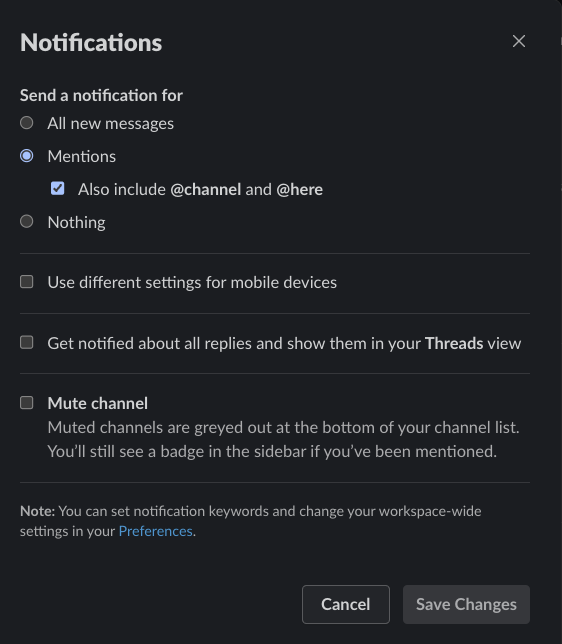 Notifications
Send a notification for
All new messages
Mentions
Also include @channel and @here
Nothing
Use different settings for mobile devices
Get notified about all replies and show them in your Threads view
Mute channel
Muted channels are greyed out at the bottom of your channel list.
You’ll still see a badge in the sidebar if you’ve been mentioned.
Note: You can set notification keywords and change your workspace-wide
settings in your Preferences.
Cancel
Save Changes